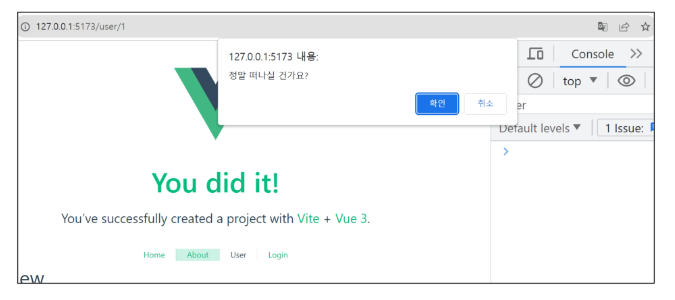 127.0.0.1:5173/user/1
127.0.0.1:5173 내용:
정말 떠나실 건가요?
확인 취소
Console >>
top ▼
er
Default levels ▼ 1 Issue:
>
You did it!
You've successfully created a project with Vite + Vue 3.
Home About User Login
ew